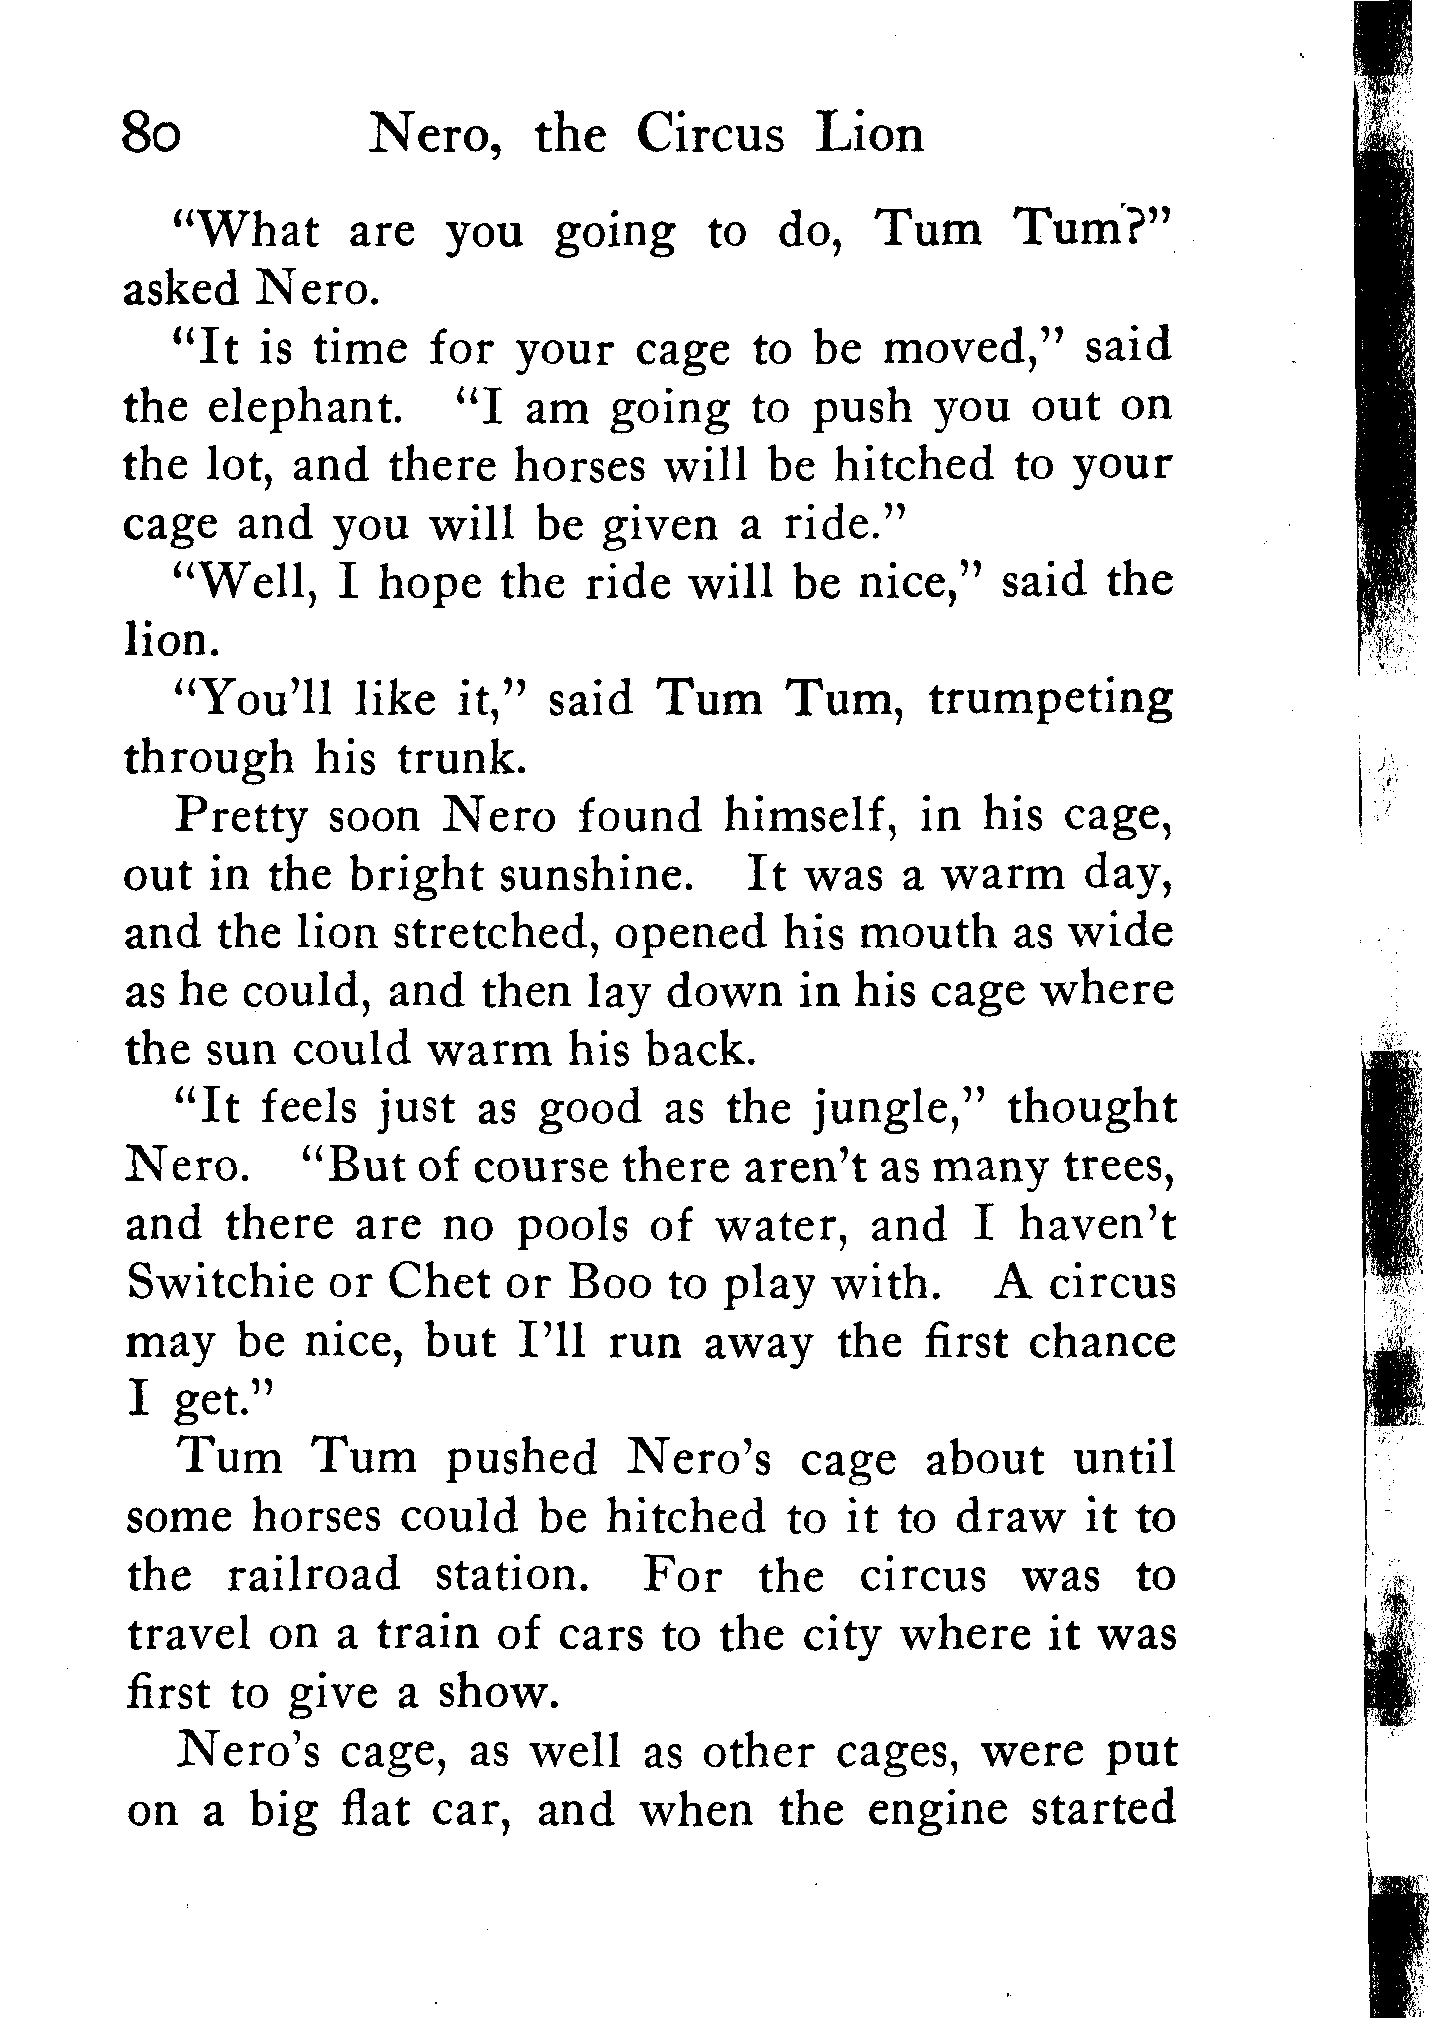 80 Nero, the Circus Lion
“What are you going to do, Tum Tum?”
asked Nero.
“It is time for your cage to be moved,” said
the elephant. “I am going to push you out on
the lot, and there horses will be hitched to your
cage and you will be given a ride.”
“Well, I hope the ride will be nice,” said the
lion.
“You’ll like it,” said Tum Tum, trumpeting
through his trunk.
Pretty soon Nero found himself, in his cage,
out in the bright sunshine. It was a warm day,
and the lion stretched, opened his mouth as wide
as he could, and then lay down in his cage where
the sun could warm his back.
“It feels just as good as the jungle,” thought
Nero. “But of course there aren’t as many trees,
and there are no pools of water, and I haven’t
Switchie or Chet or Boo to play with. A circus
may be nice, but I’ll run away the first chance
I get.”
Tum Tum pushed Nero’s cage about until
some horses could be hitched to it to draw it to
the railroad station. For the circus was to
travel on a train of cars to the city where it was
first to give a show.
Nero’s cage, as well as other cages, were put
on a big flat car, and when the engine started